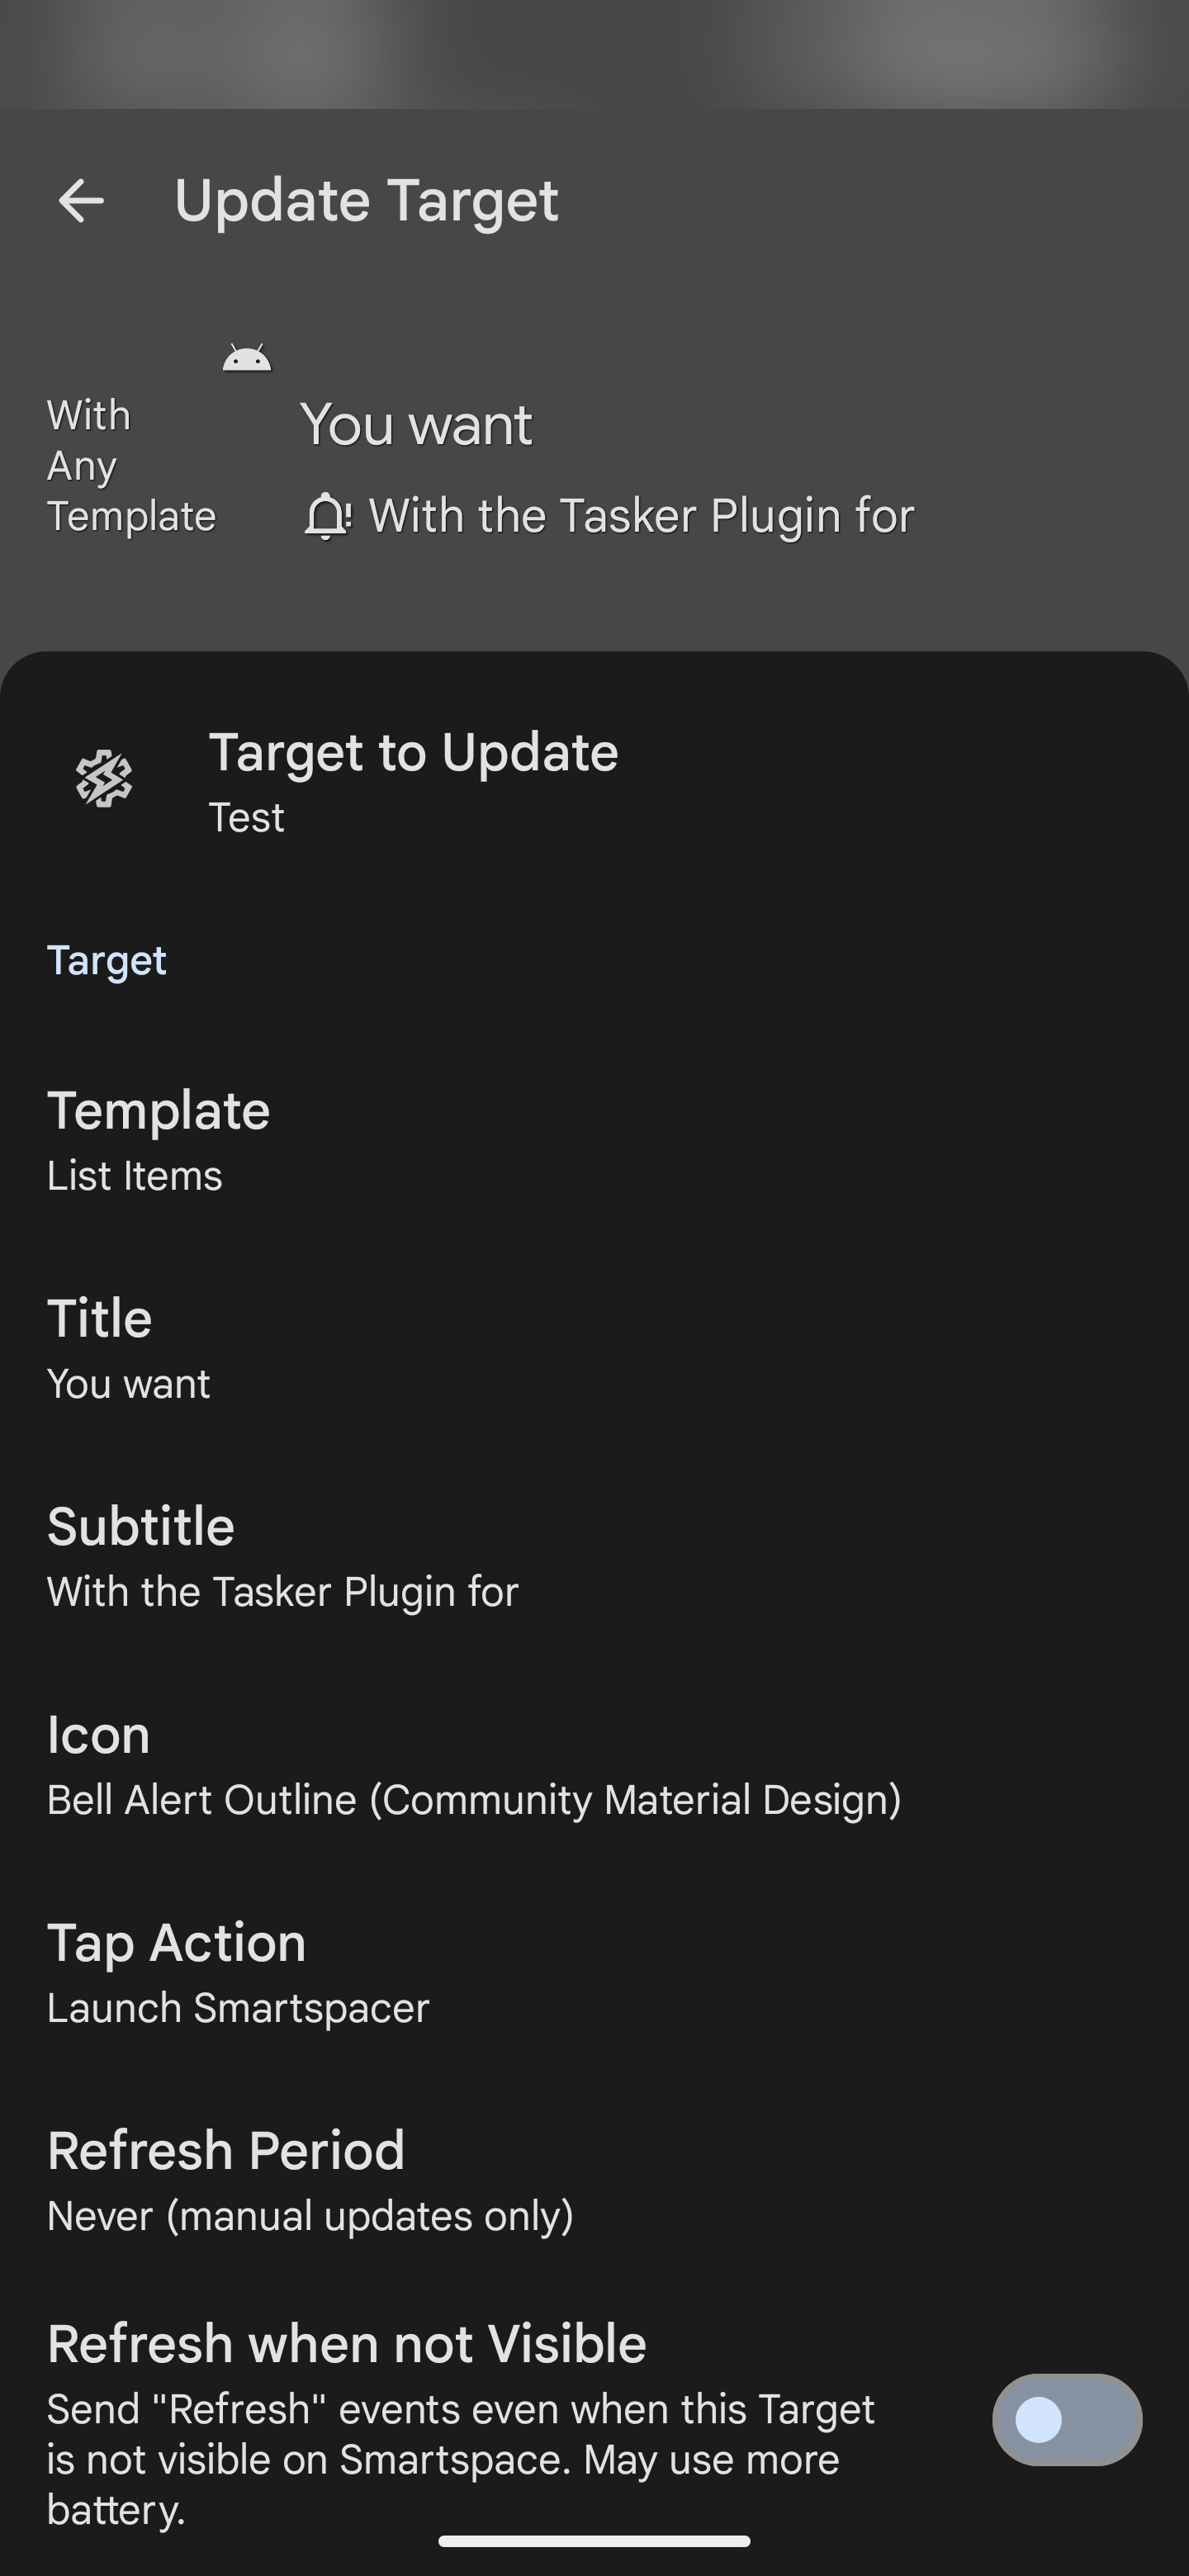 Update Target
With
Any
Template
You want
With the Tasker Plugin for
Target to Update
Test
Target
Template
List Items
Title
You want
Subtitle
With the Tasker Plugin for
Icon
Bell Alert Outline (Community Material Design)
Tap Action
Launch Smartspacer
Refresh Period
Never (manual updates only)
Refresh when not Visible
Send "Refresh" events even when this Target
is not visible on Smartspace. May use more
battery.